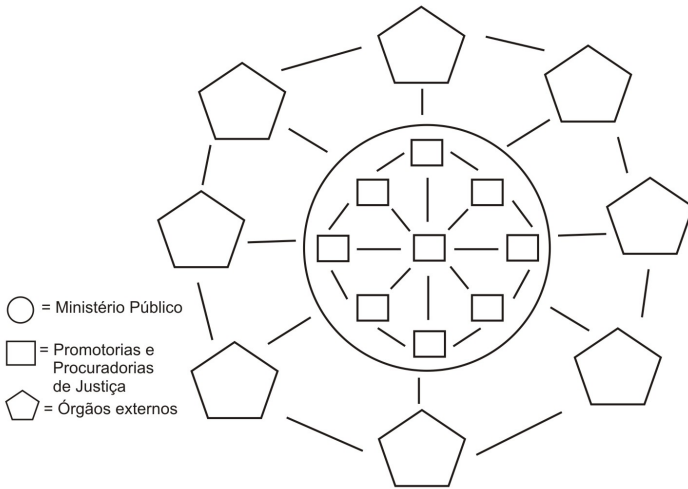 = Ministério Público
= Promotorias e
Procuradorias
de Justiça
= Órgãos externos